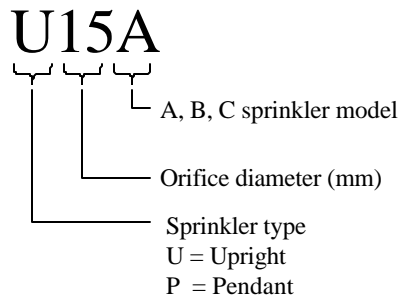 U15A
A, B, C sprinkler model
Orifice diameter (mm)
Sprinkler type
U = Upright
P = Pendant